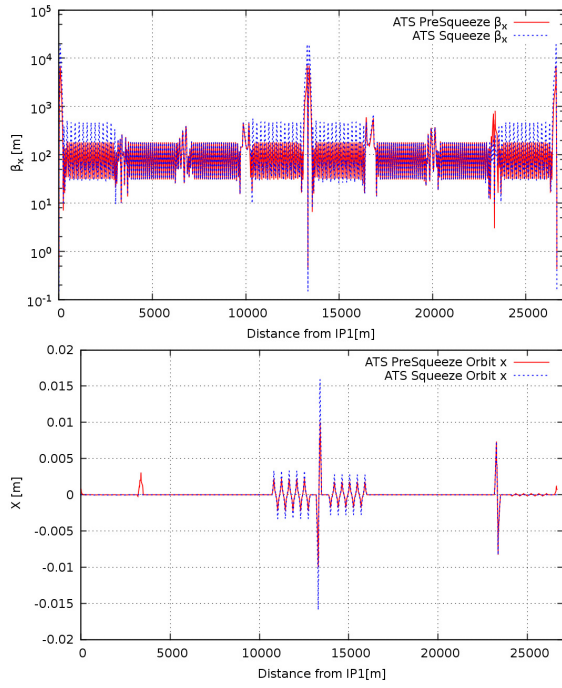 10⁵
10⁴
10³
10²
10¹
10⁰
10⁻¹
βₓ [m]
ATS PreSqueeze βₓ
ATS Squeeze βₓ
0 5000 10000 15000 20000 25000
Distance from IP1[m]
0.02
0.015
0.01
0.005
0
-0.005
-0.01
-0.015
-0.02
X [m]
ATS PreSqueeze Orbit x
ATS Squeeze Orbit x
0 5000 10000 15000 20000 25000
Distance from IP1[m]